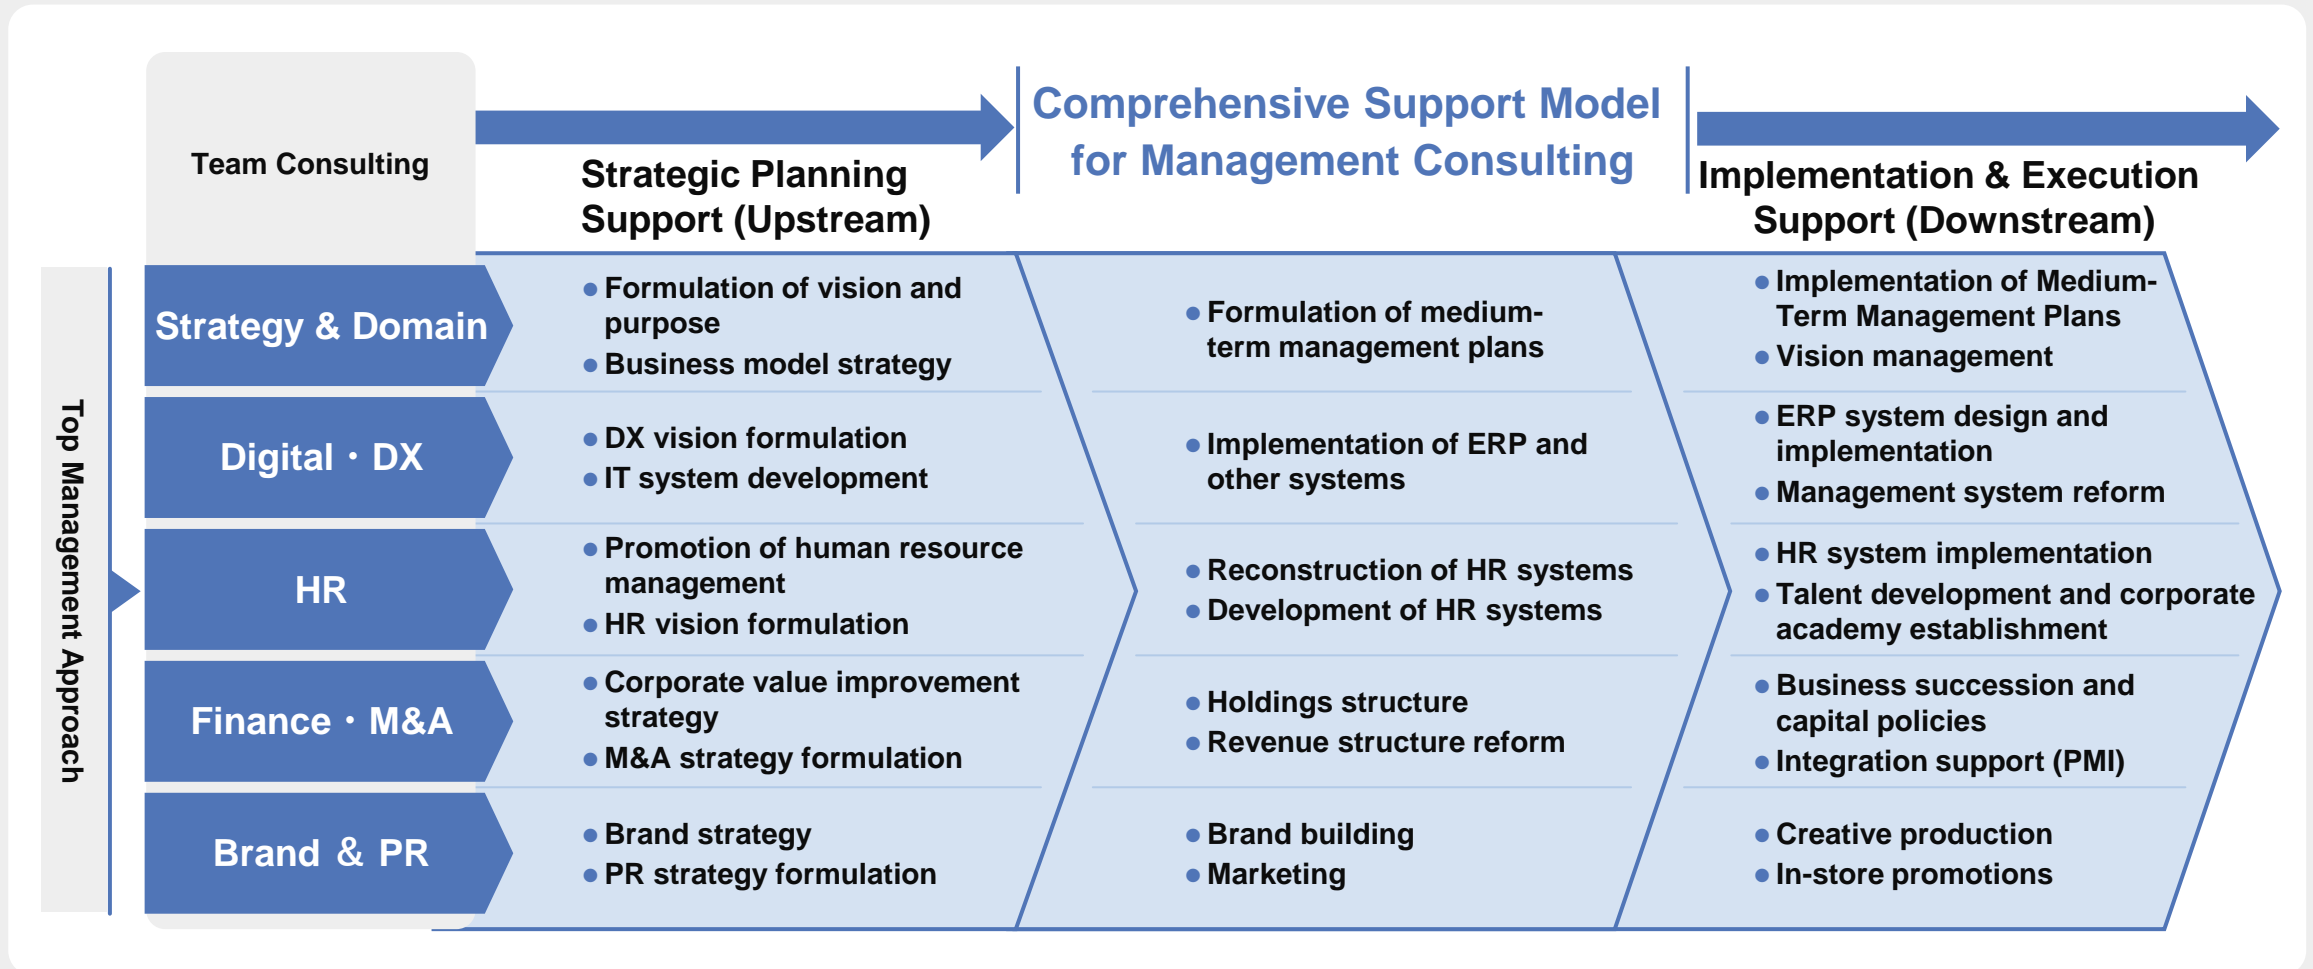 Team Consulting
Strategic Planning
Support (Upstream)
Comprehensive Support Model
for Management Consulting
Implementation & Execution
Support (Downstream)
Top Management Approach
Strategy & Domain
● Formulation of vision and
purpose
● Business model strategy
● Formulation of medium-
term management plans
● Implementation of Medium-
Term Management Plans
● Vision management
Digital・DX
● DX vision formulation
● IT system development
● Implementation of ERP and
other systems
● ERP system design and
implementation
● Management system reform
HR
● Promotion of human resource
management
● HR vision formulation
● Reconstruction of HR systems
● Development of HR systems
● HR system implementation
● Talent development and corporate
academy establishment
Finance・M&A
● Corporate value improvement
strategy
● M&A strategy formulation
● Holdings structure
● Revenue structure reform
● Business succession and
capital policies
● Integration support (PMI)
Brand ＆ PR
● Brand strategy
● PR strategy formulation
● Brand building
● Marketing
● Creative production
● In-store promotions